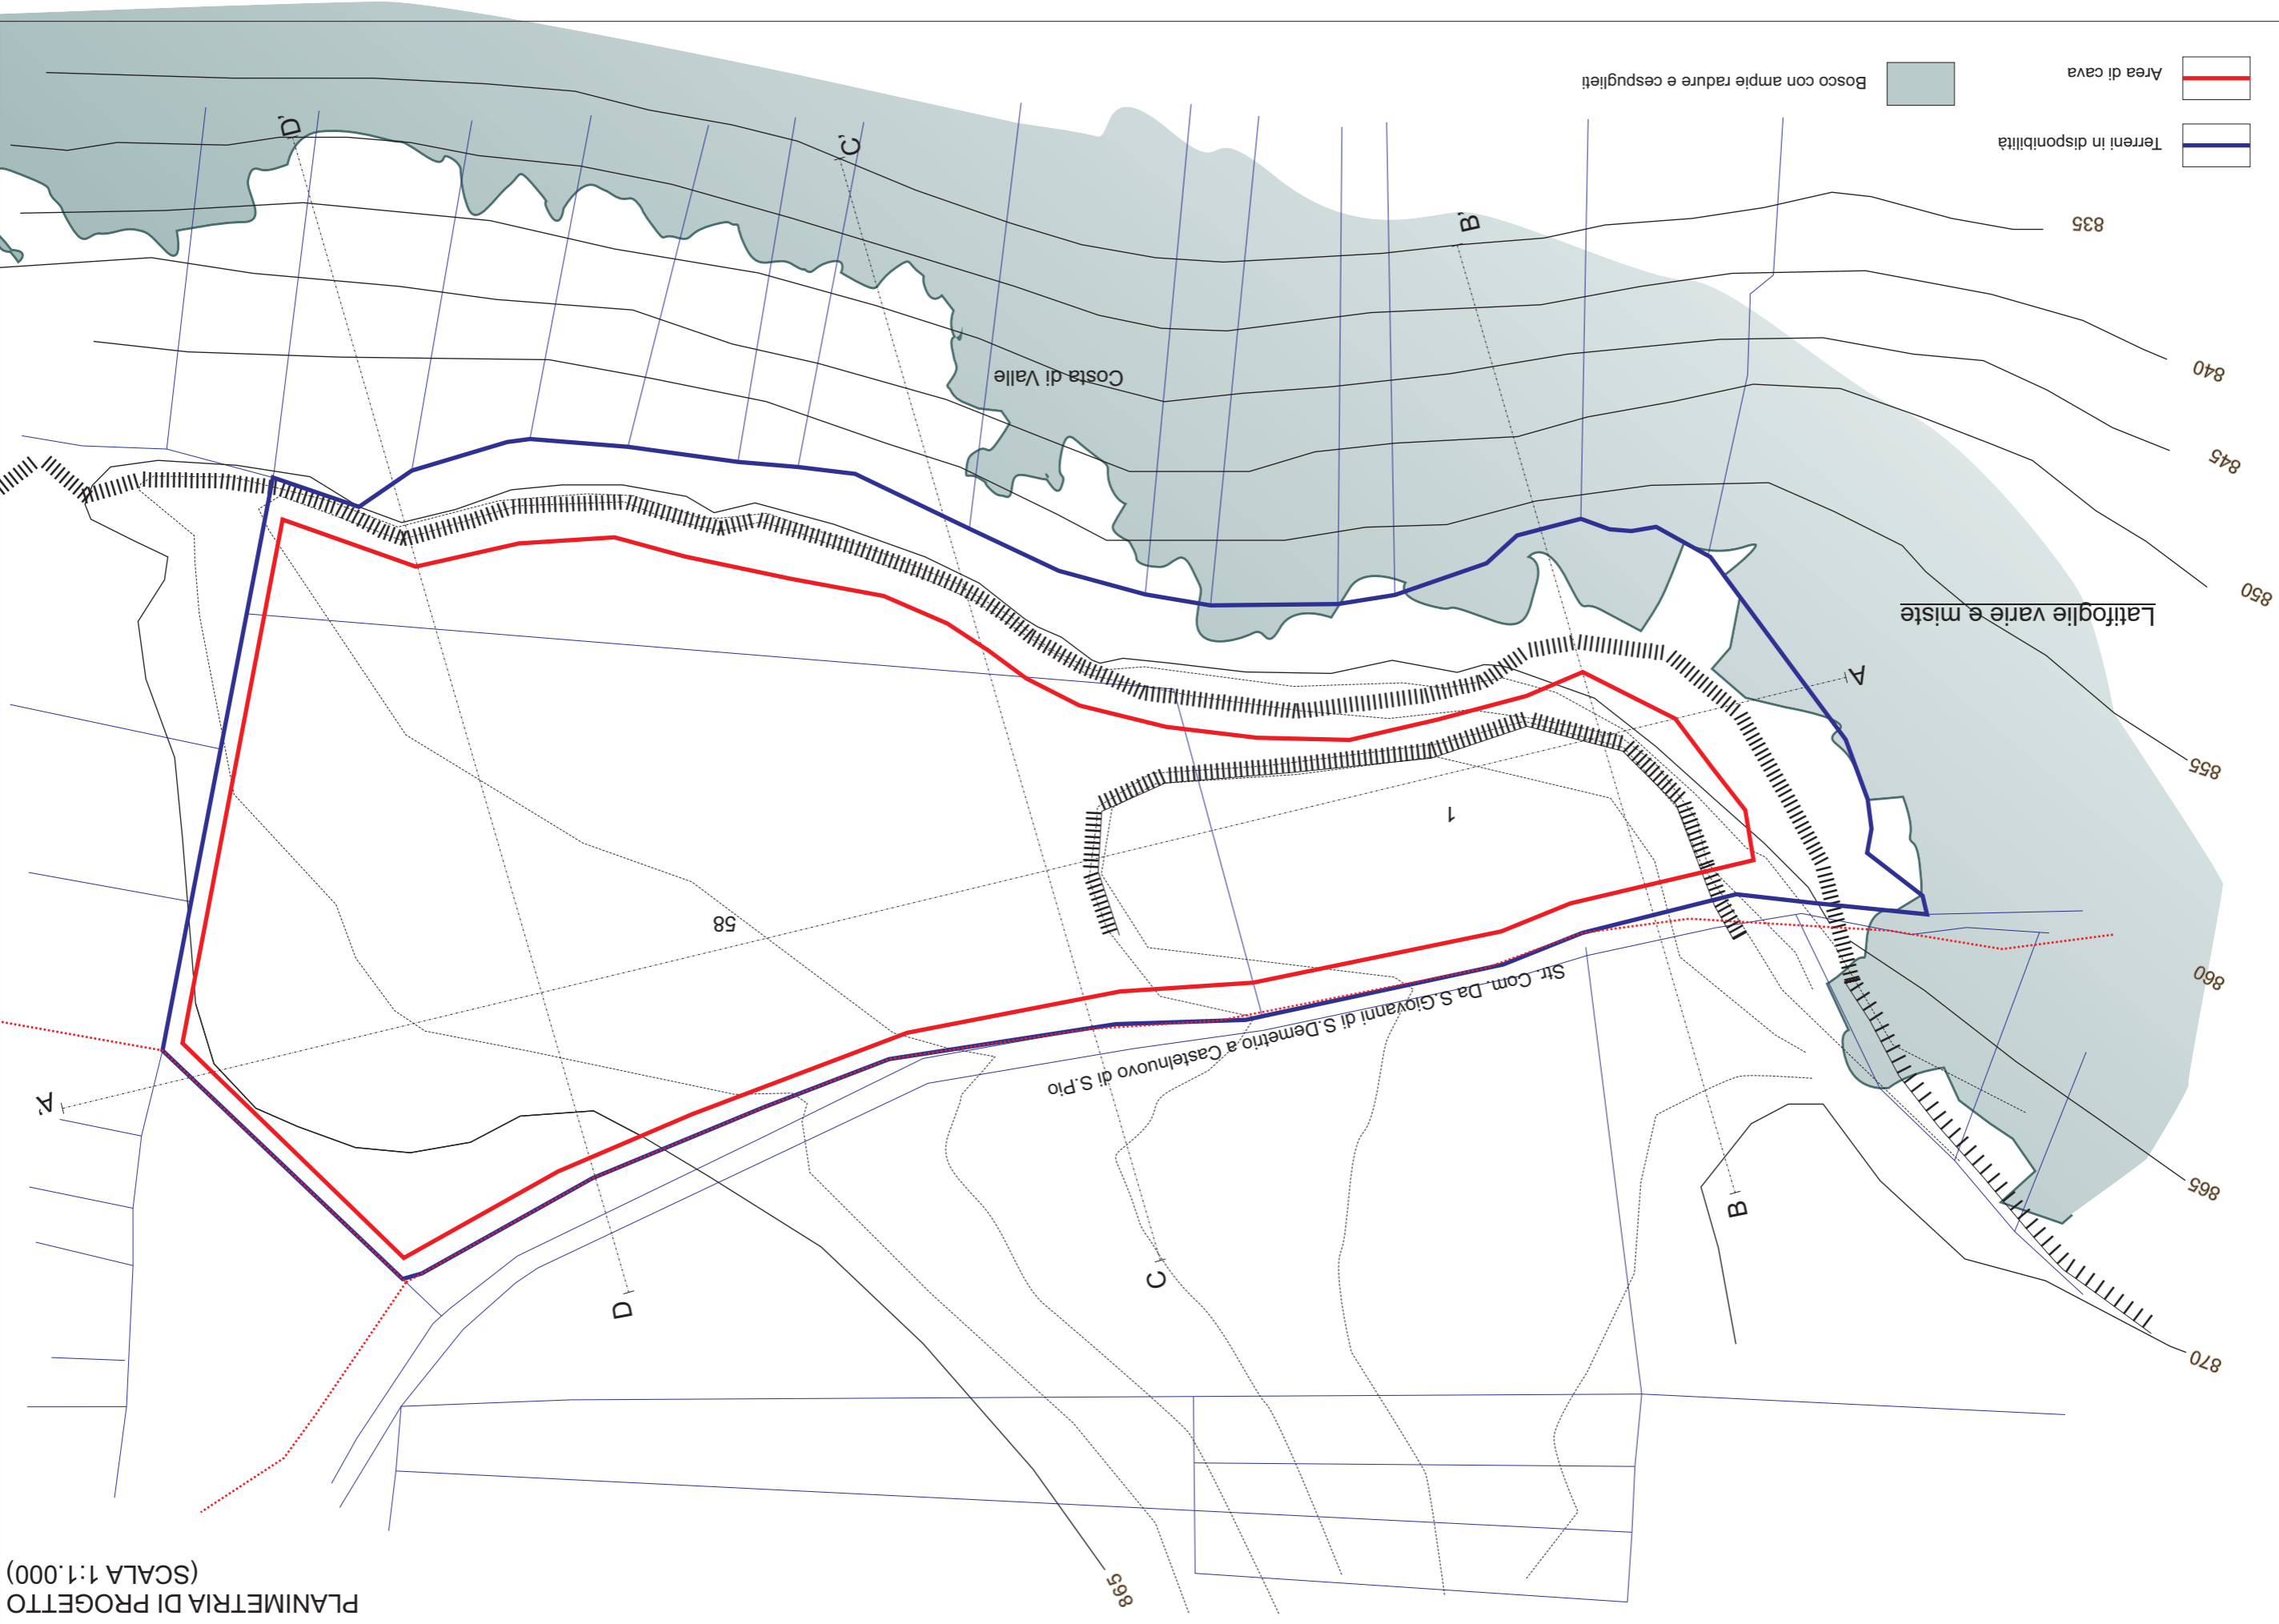 PLANIMETRIA DI PROGETTO
(SCALA 1:1.000)
865
870
D
C
B
865
A'
Str. Com. Da S.Giovanni di S.Demetrio a Castelnuovo di S.Pio
860
58
1
855
A
Latifoglie varie e miste
850
845
Costa di Valle
840
835
B'
C'
D'
Terreni in disponibilità
Area di cava
Bosco con ampie radure e cespuglieti